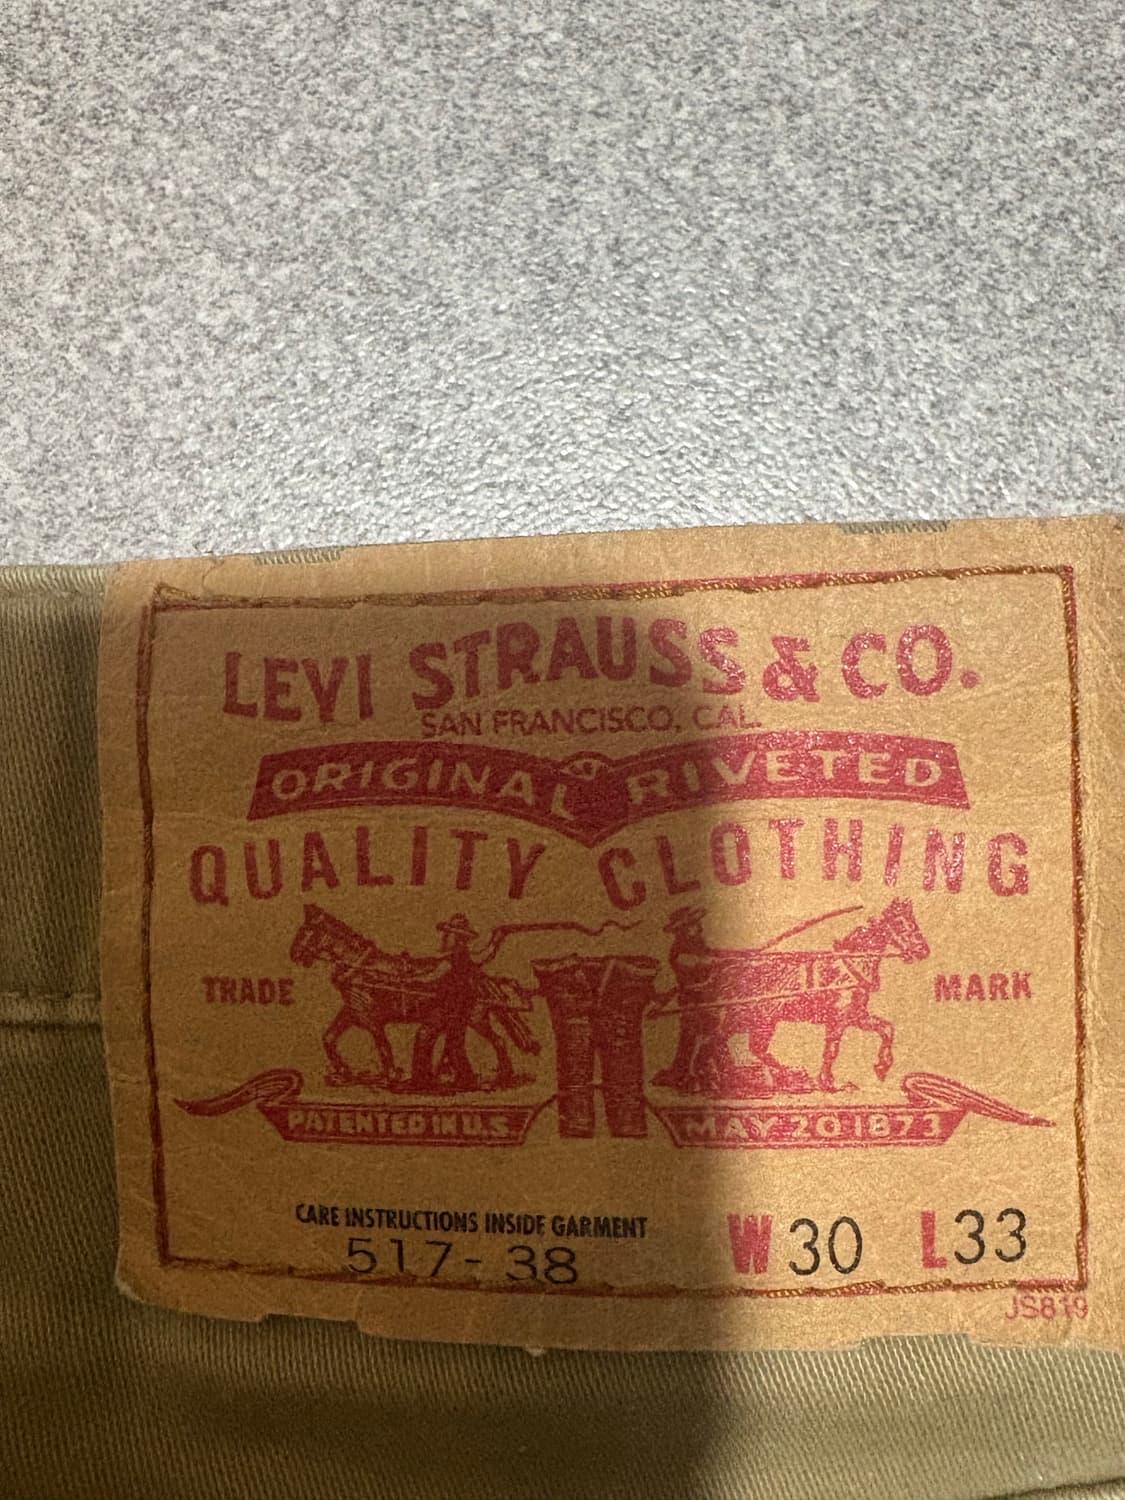 LEVI STRAUSS & CO.
SAN FRANCISCO, CAL.
ORIGINAL RIVETED
QUALITY CLOTHING
TRADE MARK
PATENTED IN U.S. MAY 20 1873
CARE INSTRUCTIONS INSIDE GARMENT
517-38 W30 L33
JS819